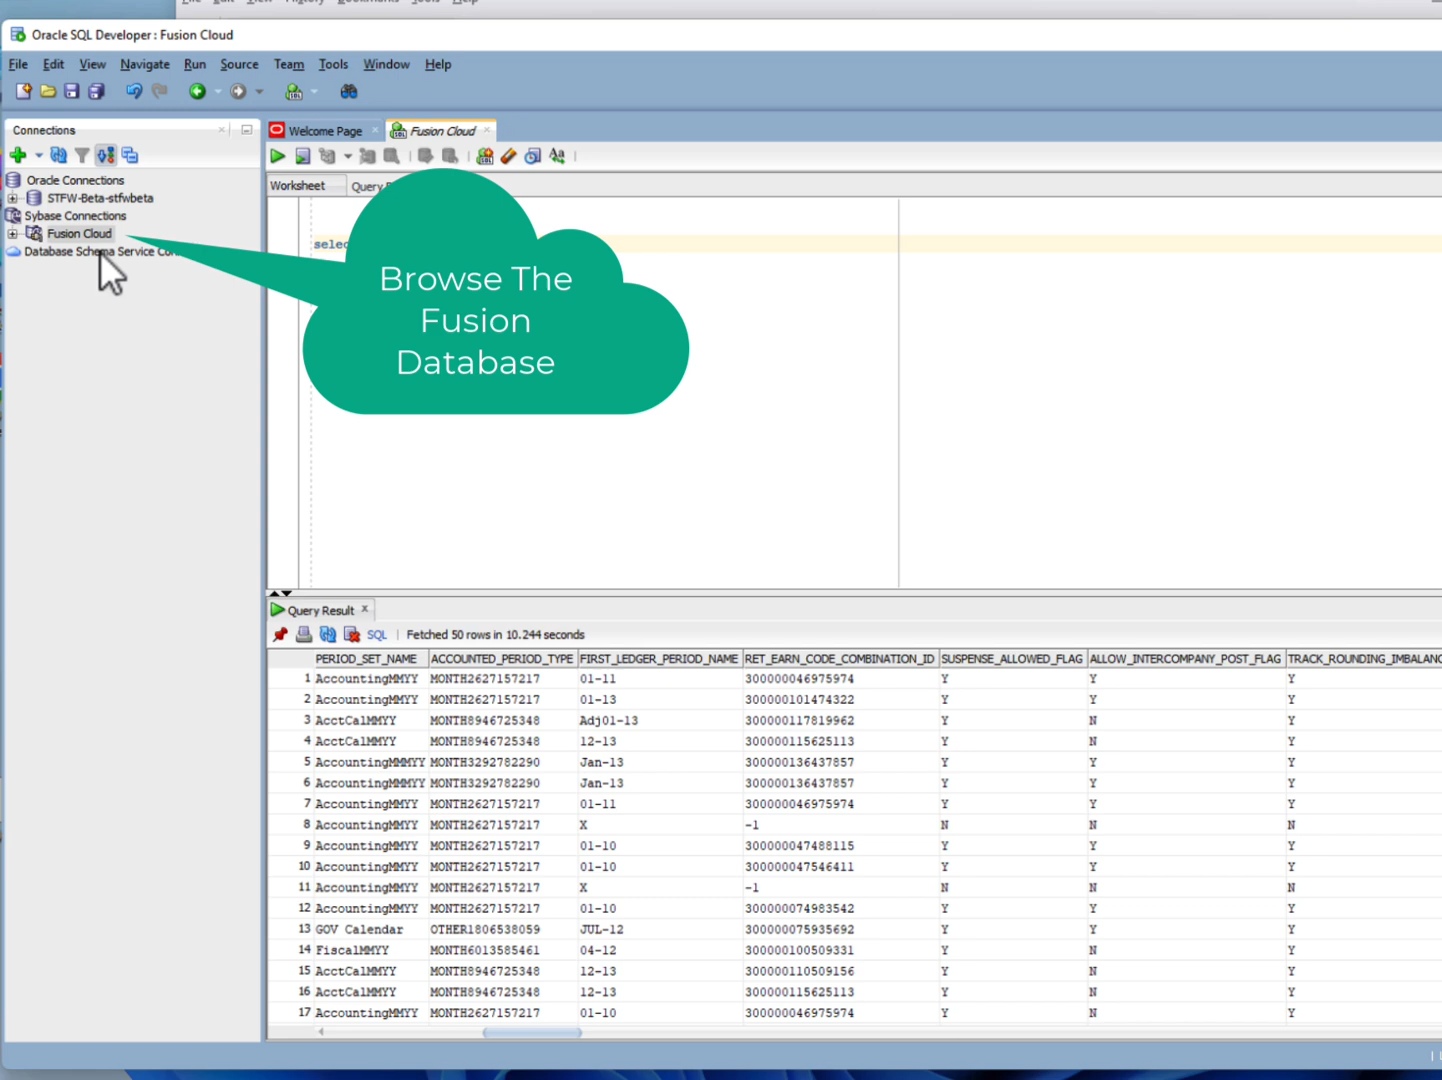 File Edit View History Bookmarks Tools Help
Oracle SQL Developer : Fusion Cloud
File Edit View Navigate Run Source Team Tools Window Help
Connections
Welcome Page
Fusion Cloud
Worksheet
Query
Oracle Connections
STFW-Beta-stfwbeta
Sybase Connections
Fusion Cloud
Database Schema Service
Browse The
Fusion
Database
Query Result
SQL | Fetched 50 rows in 10.244 seconds
PERIOD_SET_NAME ACCOUNTED_PERIOD_TYPE FIRST_LEDGER_PERIOD_NAME RET_EARN_CODE_COMBINATION_ID SUSPENSE_ALLOWED_FLAG ALLOW_INTERCOMPANY_POST_FLAG TRACK_ROUNDING_IMBALANC
1 AccountingMMYY MONTH2627157217 01-11 300000046975974 Y Y Y
2 AccountingMMYY MONTH2627157217 01-13 300000101474322 Y Y Y
3 AcctCalMMYY MONTH8946725348 Adj01-13 300000117819962 Y N Y
4 AcctCalMMYY MONTH8946725348 12-13 300000115625113 Y N Y
5 AccountingMMMYY MONTH3292782290 Jan-13 300000136437857 Y Y Y
6 AccountingMMMYY MONTH3292782290 Jan-13 300000136437857 Y Y Y
7 AccountingMMYY MONTH2627157217 01-11 300000046975974 Y Y Y
8 AccountingMMYY MONTH2627157217 X -1 N N N
9 AccountingMMYY MONTH2627157217 01-10 300000047488115 Y Y Y
10 AccountingMMYY MONTH2627157217 01-10 300000047546411 Y Y Y
11 AccountingMMYY MONTH2627157217 X -1 N N N
12 AccountingMMYY MONTH2627157217 01-10 300000074983542 Y Y Y
13 GOV Calendar OTHER1806538059 JUL-12 300000075935692 Y Y Y
14 FiscalMMYY MONTH6013585461 04-12 300000100509331 Y N Y
15 AcctCalMMYY MONTH8946725348 12-13 300000110509156 Y N Y
16 AcctCalMMYY MONTH8946725348 12-13 300000115625113 Y N Y
17 AccountingMMYY MONTH2627157217 01-10 300000046975974 Y N Y